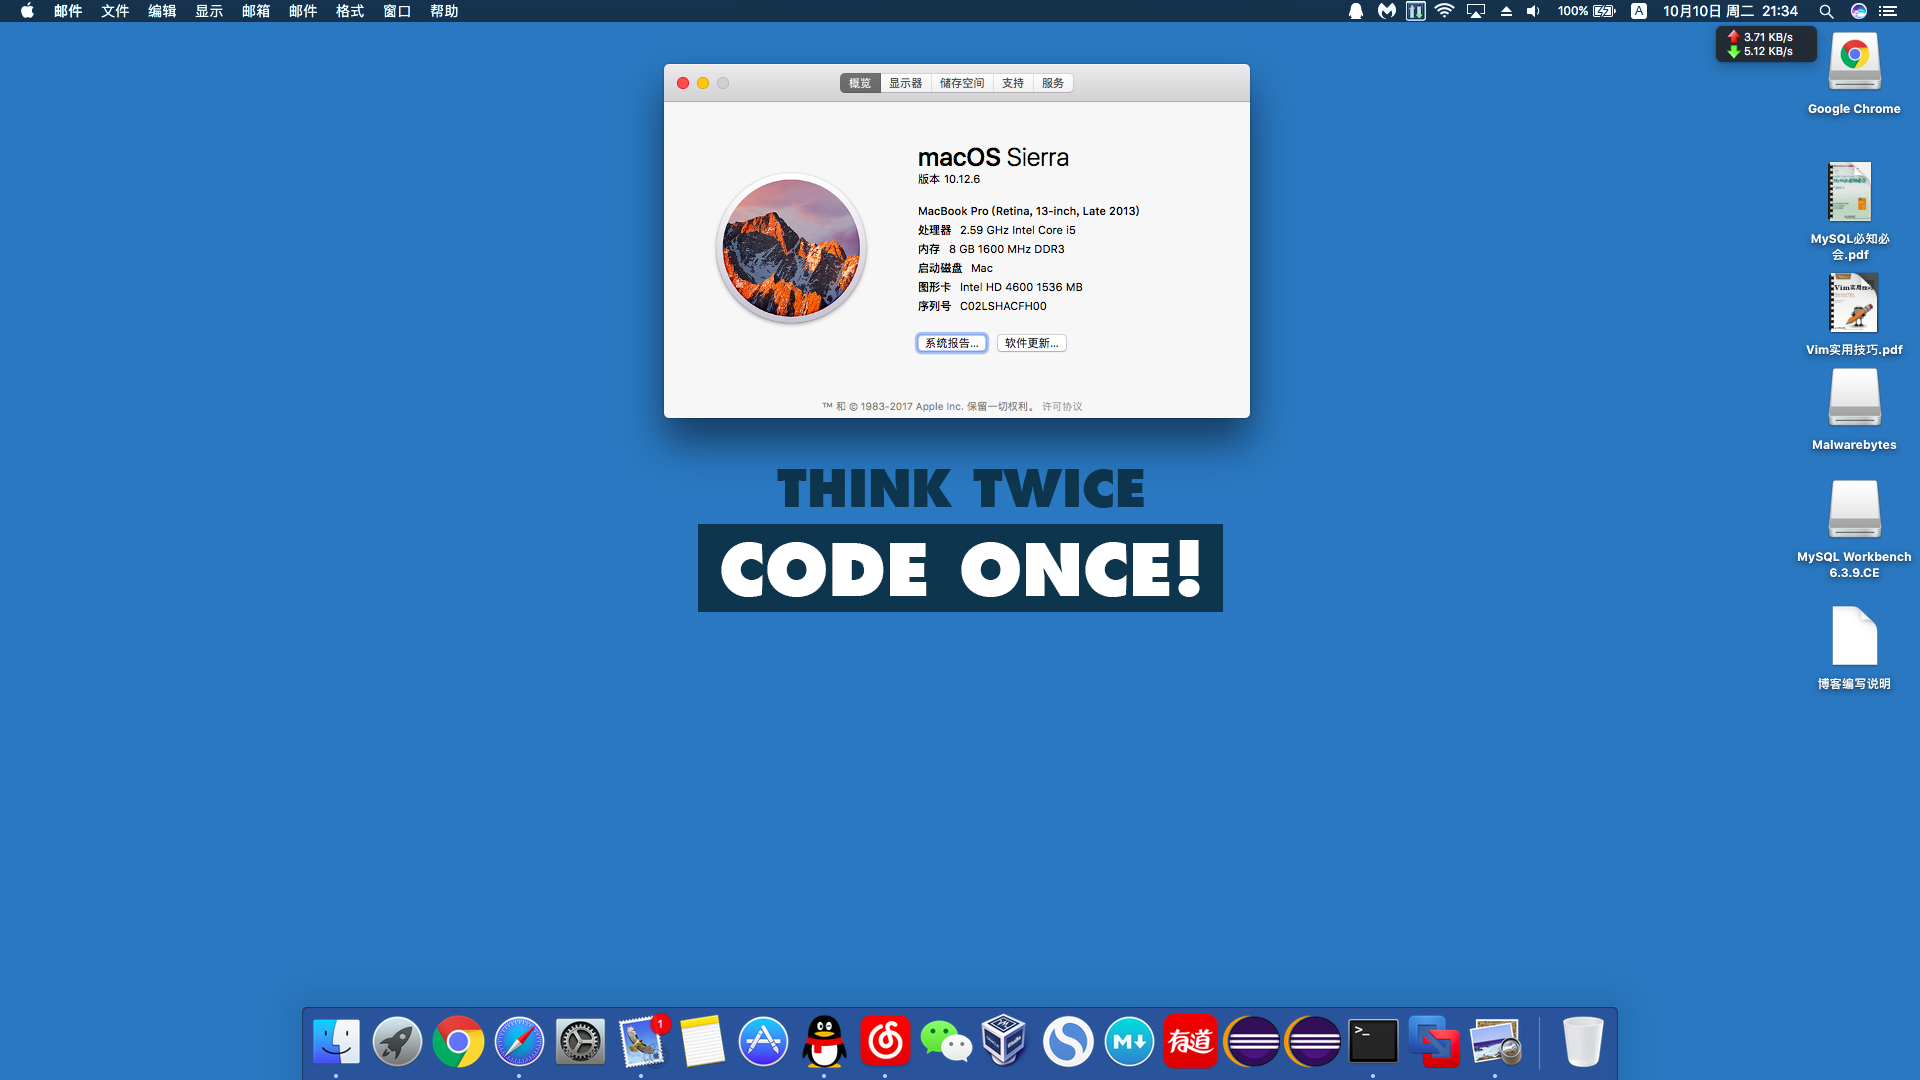 邮件 文件 编辑 显示 邮箱 邮件 格式 窗口 帮助 100% A 10月10日 周二 21:34
3.71 KB/s
5.12 KB/s
概览 显示器 储存空间 支持 服务
macOS Sierra
版本 10.12.6
MacBook Pro (Retina, 13-inch, Late 2013)
处理器 2.59 GHz Intel Core i5
内存 8 GB 1600 MHz DDR3
启动磁盘 Mac
图形卡 Intel HD 4600 1536 MB
序列号 C02LSHACFH00
系统报告... 软件更新...
™ 和 © 1983-2017 Apple Inc. 保留一切权利。 许可协议
THINK TWICE
CODE ONCE!
Google Chrome
MySQL必知必
会.pdf
Vim实用技巧
Vim实用技巧.pdf
Malwarebytes
MySQL Workbench
6.3.9.CE
博客编写说明
1
M
有道
>_